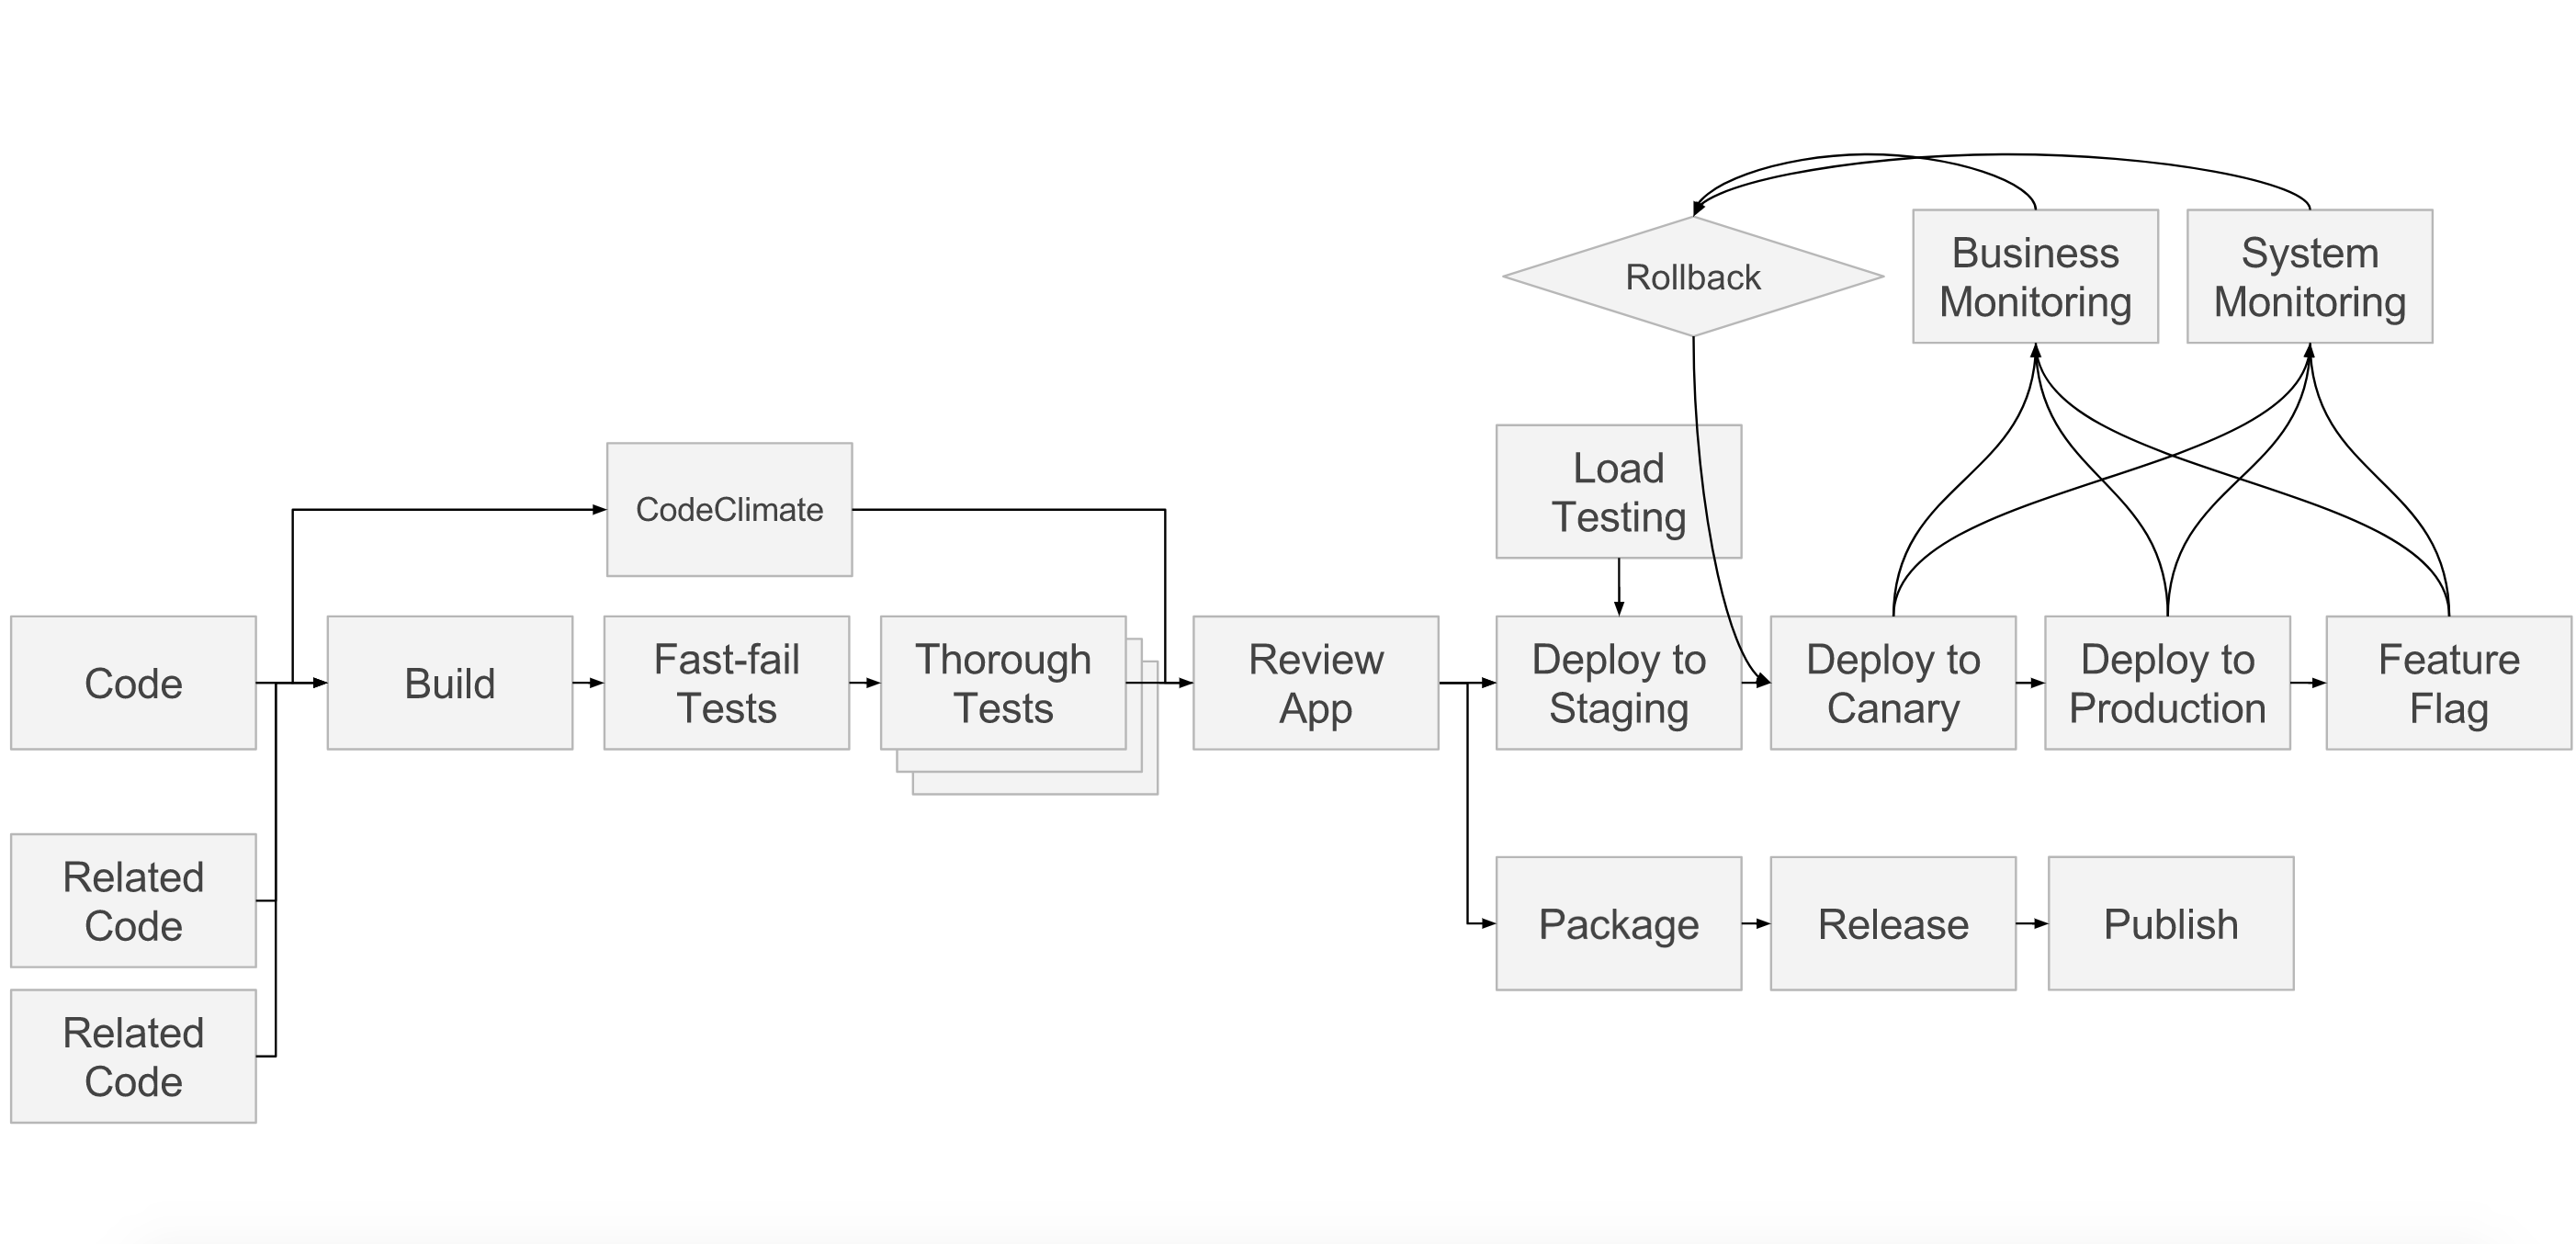 Rollback
Business
Monitoring
System
Monitoring
CodeClimate
Load
Testing
Code
Build
Fast-fail
Tests
Thorough
Tests
Review
App
Deploy to
Staging
Deploy to
Canary
Deploy to
Production
Feature
Flag
Related
Code
Package
Release
Publish
Related
Code